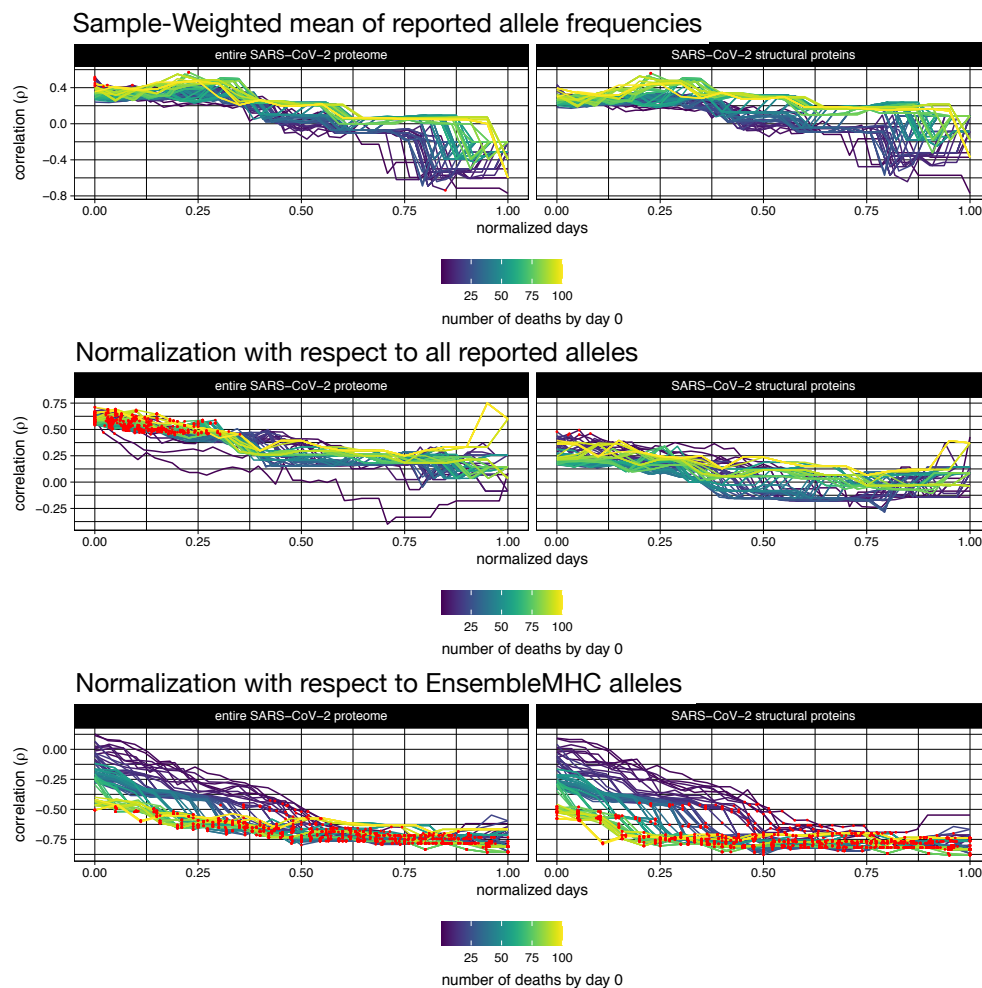 Sample-Weighted mean of reported allele frequencies
entire SARS−CoV−2 proteome
SARS−CoV−2 structural proteins
correlation (ρ)
0.4
0.0
−0.4
−0.8
0.00 0.25 0.50 0.75 1.00
0.00 0.25 0.50 0.75 1.00
normalized days
25 50 75 100
number of deaths by day 0
Normalization with respect to all reported alleles
entire SARS−CoV−2 proteome
SARS−CoV−2 structural proteins
correlation (ρ)
0.75
0.50
0.25
0.00
−0.25
0.00 0.25 0.50 0.75 1.00
0.00 0.25 0.50 0.75 1.00
normalized days
25 50 75 100
number of deaths by day 0
Normalization with respect to EnsembleMHC alleles
entire SARS−CoV−2 proteome
SARS−CoV−2 structural proteins
correlation (ρ)
0.00
−0.25
−0.50
−0.75
0.00 0.25 0.50 0.75 1.00
0.00 0.25 0.50 0.75 1.00
normalized days
25 50 75 100
number of deaths by day 0